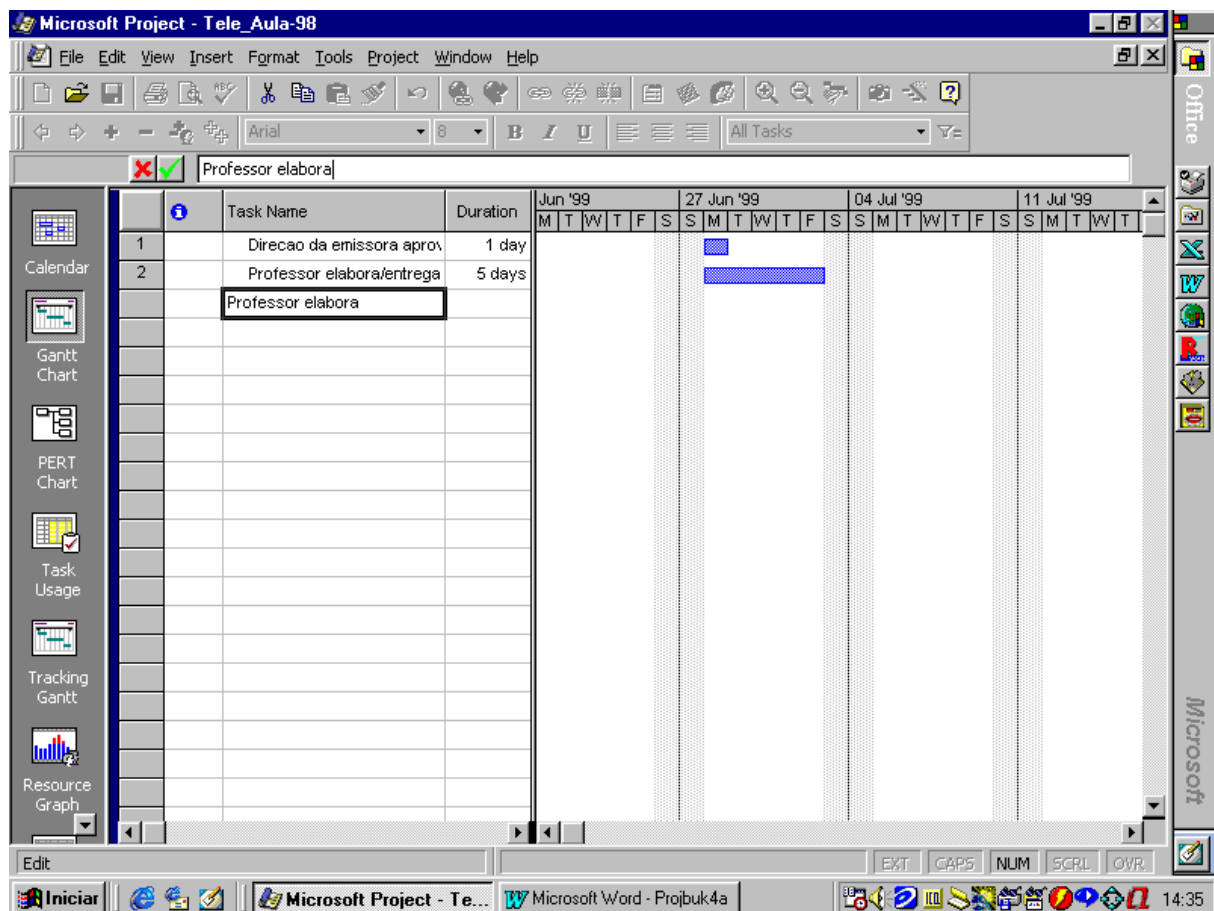 Microsoft Project - Tele_Aula-98
File Edit View Insert Format Tools Project Window Help
ABC
Arial 8 B I U All Tasks
Professor elabora
Task Name Duration
Jun '99 27 Jun '99 04 Jul '99 11 Jul '99
M T W T F S S M T W T F S S M T W T F S S M T W T
1 Direcao da emissora aprov 1 day
2 Professor elabora/entrega 5 days
Professor elabora
Calendar
Gantt
Chart
PERT
Chart
Task
Usage
Tracking
Gantt
Resource
Graph
Office
Microsoft
Edit EXT CAPS NUM SCRL OVR
Iniciar Microsoft Project - Te... Microsoft Word - Projbuk4a 14:35